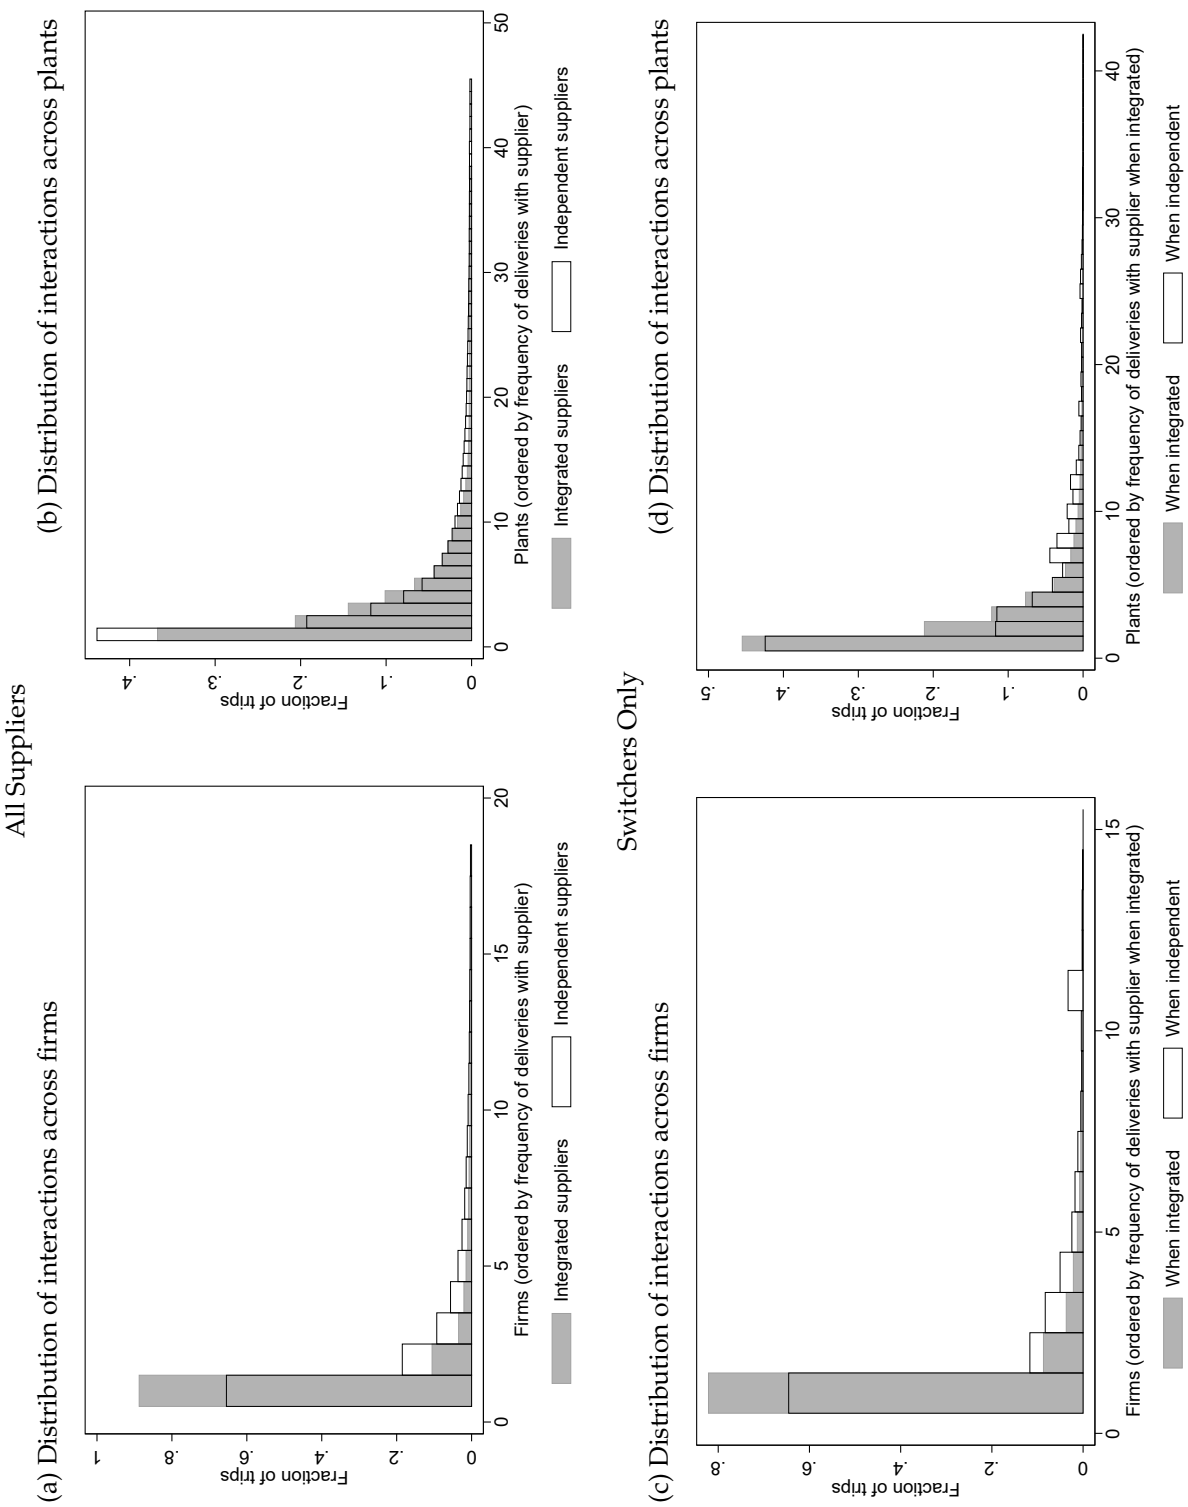 All Suppliers
(a) Distribution of interactions across firms
Fraction of trips
0 .2 .4 .6 .8 1
0 5 10 15 20
Firms (ordered by frequency of deliveries with supplier)
Integrated suppliers Independent suppliers
(b) Distribution of interactions across plants
Fraction of trips
0 .1 .2 .3 .4
0 10 20 30 40 50
Plants (ordered by frequency of deliveries with supplier)
Integrated suppliers Independent suppliers
Switchers Only
(c) Distribution of interactions across firms
Fraction of trips
0 .2 .4 .6 .8
0 5 10 15
Firms (ordered by frequency of deliveries with supplier when integrated)
When integrated When independent
(d) Distribution of interactions across plants
Fraction of trips
0 .1 .2 .3 .4 .5
0 10 20 30 40
Plants (ordered by frequency of deliveries with supplier when integrated)
When integrated When independent